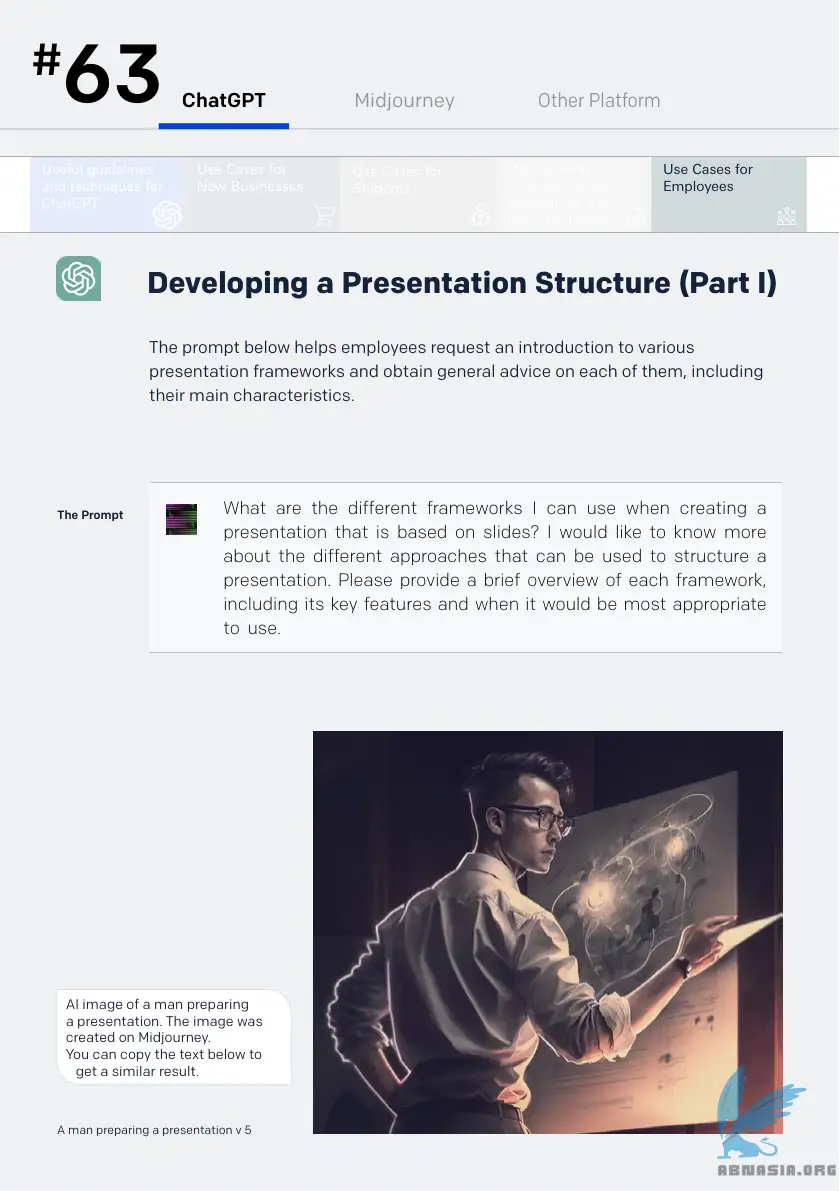 #63
ChatGPT
Midjourney
Other Platform
Useful guidelines
and techniques for
ChatGPT
Use Cases for
New Businesses
Use Cases for
Students
Use Cases for
Employees
Developing a Presentation Structure (Part I)
The prompt below helps employees request an introduction to various
presentation frameworks and obtain general advice on each of them, including
their main characteristics.
The Prompt
What are the different frameworks I can use when creating a
presentation that is based on slides? I would like to know more
about the different approaches that can be used to structure a
presentation. Please provide a brief overview of each framework,
including its key features and when it would be most appropriate
to use.
AI image of a man preparing
a presentation. The image was
created on Midjourney.
You can copy the text below to
get a similar result.
A man preparing a presentation v 5
ABNASIA.ORG